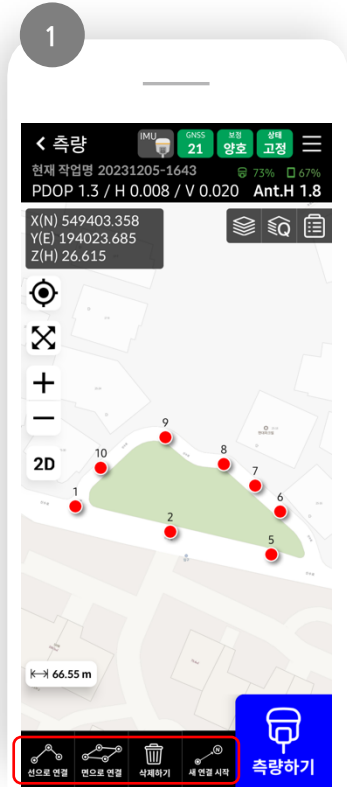 1
측량
IMU
GNSS
21
보정
양호
상태
고정
현재 작업명 20231205-1643
73%
67%
PDOP 1.3 / H 0.008 / V 0.020 Ant.H 1.8
X(N) 549403.358
Y(E) 194023.685
Z(H) 26.615
Q
2D
9
8
10
7
1
6
2
5
66.55 m
N
선으로 연결
면으로 연결
삭제하기
새 연결 시작
측량하기